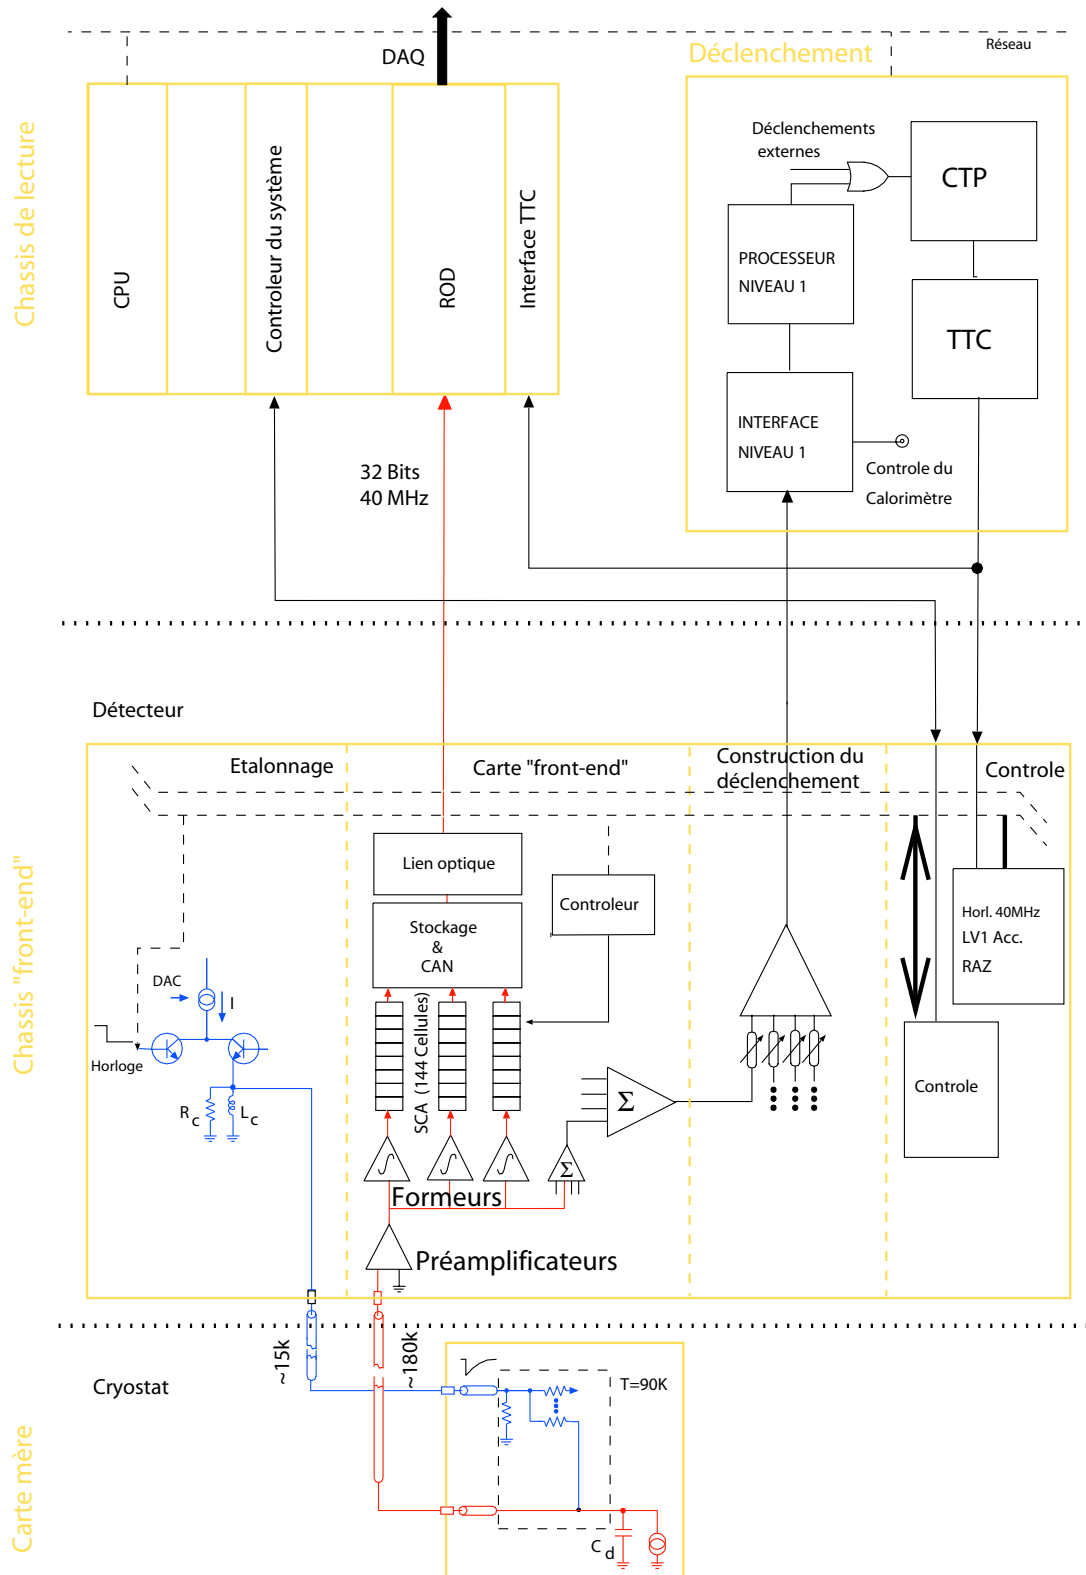 Réseau
DAQ
Déclenchement
Chassis de lecture
CPU
Controleur du système
ROD
Interface TTC
Déclenchements
externes
CTP
PROCESSEUR
NIVEAU 1
TTC
INTERFACE
NIVEAU 1
Controle du
Calorimètre
32 Bits
40 MHz
Détecteur
Chassis "front-end"
Etalonnage
Carte "front-end"
Construction du
déclenchement
Controle
Lien optique
Controleur
Stockage
&
CAN
Horl. 40MHz
LV1 Acc.
RAZ
DAC
I
Horloge
SCA (144 Cellules)
Controle
R c
L c
Σ
Σ
Formeurs
Préamplificateurs
~15k
~180k
Cryostat
T=90K
Carte mère
C d